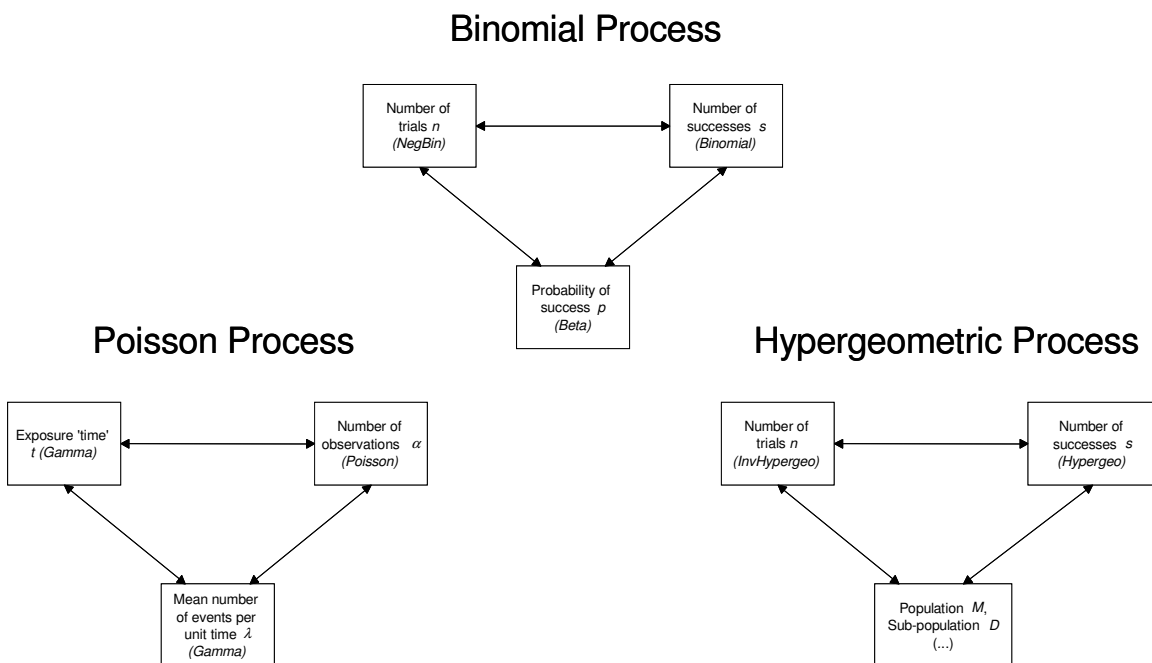 Binomial Process
Number of
trials n
(NegBin)
Number of
successes s
(Binomial)
Probability of
success p
(Beta)
Poisson Process
Exposure 'time'
t (Gamma)
Number of
observations α
(Poisson)
Mean number
of events per
unit time λ
(Gamma)
Hypergeometric Process
Number of
trials n
(InvHypergeo)
Number of
successes s
(Hypergeo)
Population M,
Sub-population D
(...)